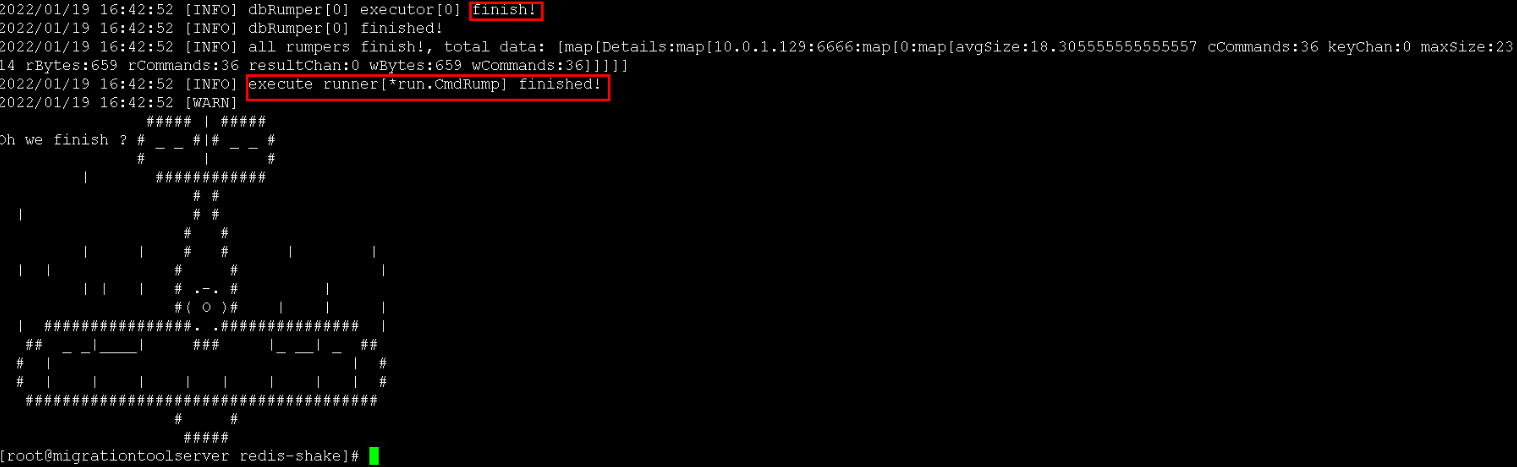 2022/01/19 16:42:52 [INFO] dbRumper[0] executor[0] finish!
2022/01/19 16:42:52 [INFO] dbRumper[0] finished!
2022/01/19 16:42:52 [INFO] all rumpers finish!, total data: [map[Details:map[10.0.1.129:6666:map[0:map[avgSize:18.305555555555557 cCommands:36 keyChan:0 maxSize:23
14 rBytes:659 rCommands:36 resultChan:0 wBytes:659 wCommands:36]]]]]
2022/01/19 16:42:52 [INFO] execute runner[*run.CmdRump] finished!
2022/01/19 16:42:52 [WARN]
                ##### | #####
Oh we finish ? # _ _ #|# _ _ #
               #      |      #
         |       ############
                     # #
  |                  # #
                    #   #
         |     |    #   #      |        |
  |  |             #     #               |
         | |   |   # .-. #         |
                   #( O )#    |    |     |
  |  ################. .###############  |
   ##  _ _|____|     ###     |_ __| _  ##
  #  |                                |  #
  #  |    |    |    |   |    |    |   |  #
   ######################################
                   #     #
                    #####
[root@migrationtoolserver redis-shake]#